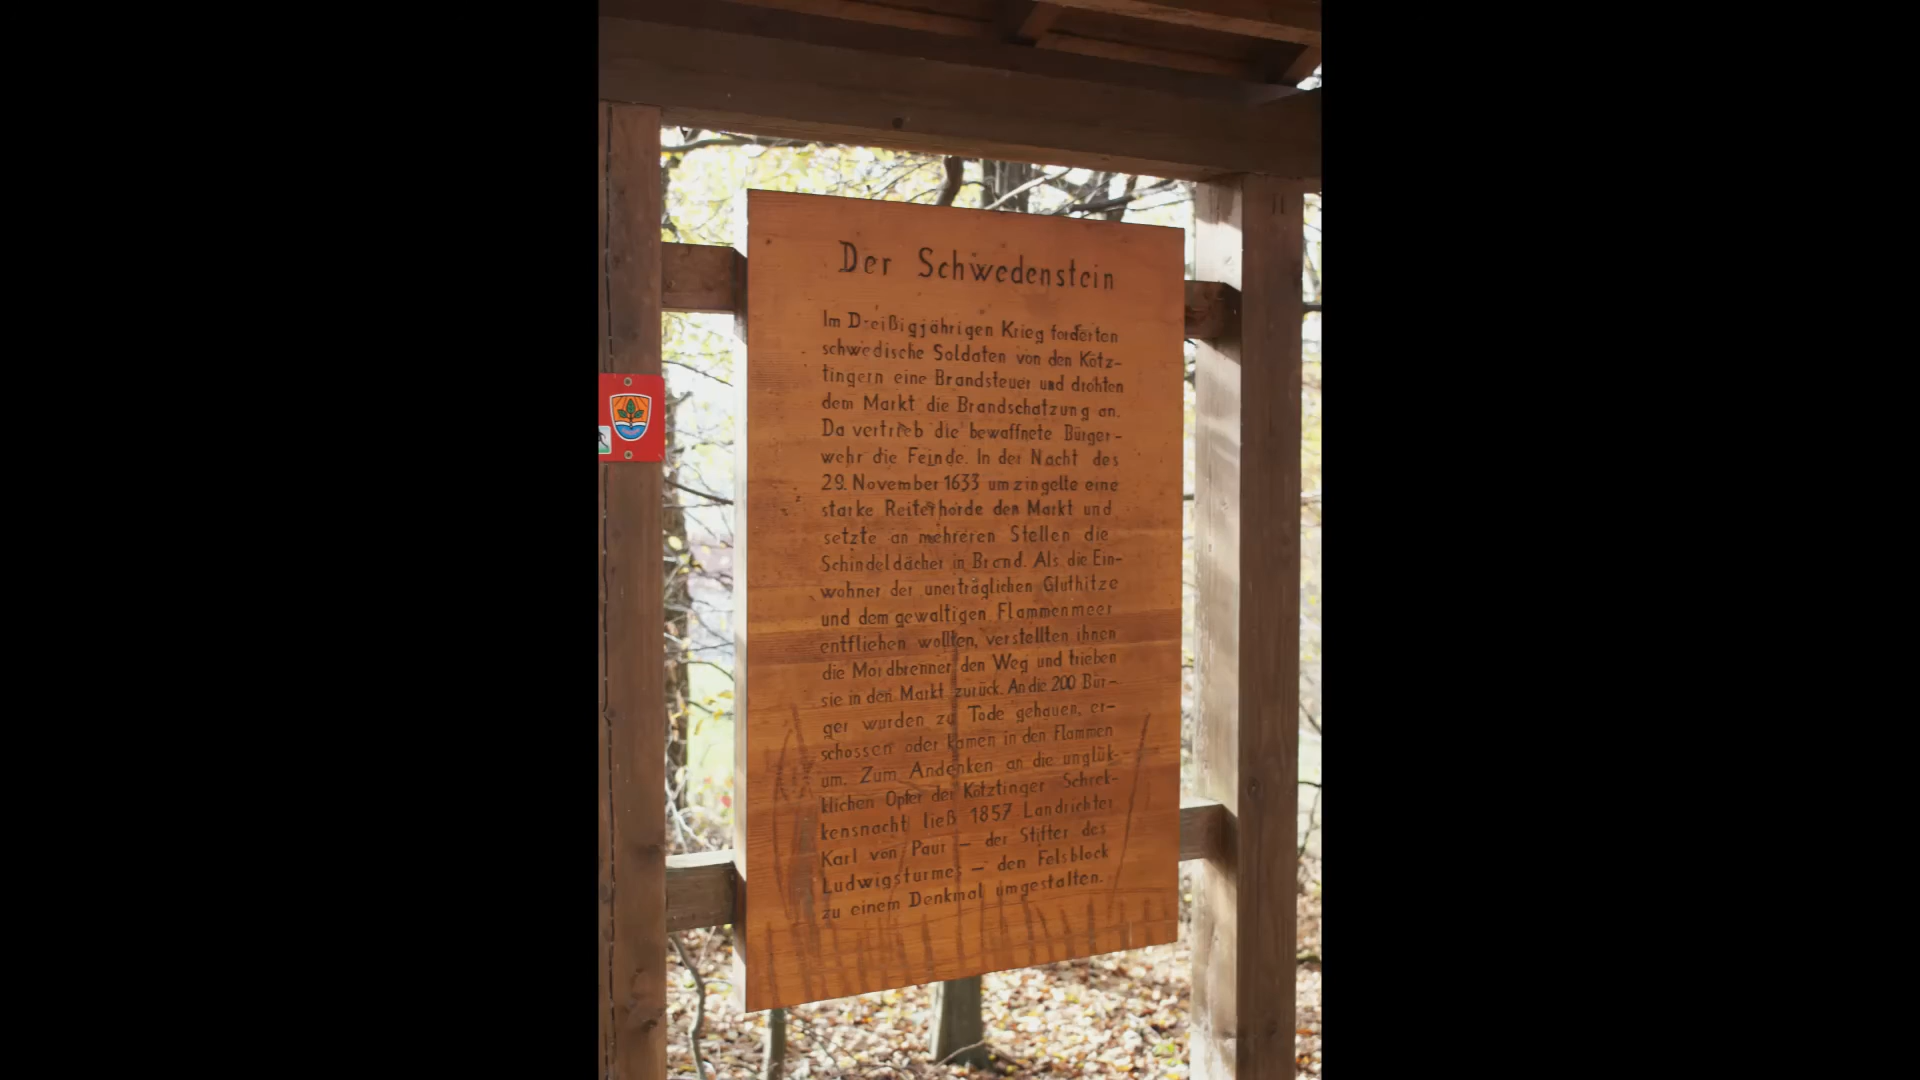 Der Schwedenstein
Im Dreißigjährigen Krieg forderten
schwedische Soldaten von den Kötz-
tingern eine Brandsteuer und drohten
dem Markt die Brandschatzung an.
Da vertrieb die bewaffnete Bürger-
wehr die Feinde. In der Nacht des
29. November 1633 umzingelte eine
starke Reiterhorde den Markt und
setzte an mehreren Stellen die
Schindeldächer in Brand. Als die Ein-
wohner der unerträglichen Gluthitze
und dem gewaltigen Flammenmeer
entfliehen wollten, verstellten ihnen
die Mordbrenner den Weg und trieben
sie in den Markt zurück. An die 200 Bür-
ger wurden zu Tode gehauen, er-
schossen oder kamen in den Flammen
um. Zum Andenken an die unglük-
klichen Opfer der Kötztinger Schrek-
kensnacht ließ 1857 Landrichter
Karl von Paur – der Stifter des
Ludwigsturmes – den Felsblock
zu einem Denkmal umgestalten.